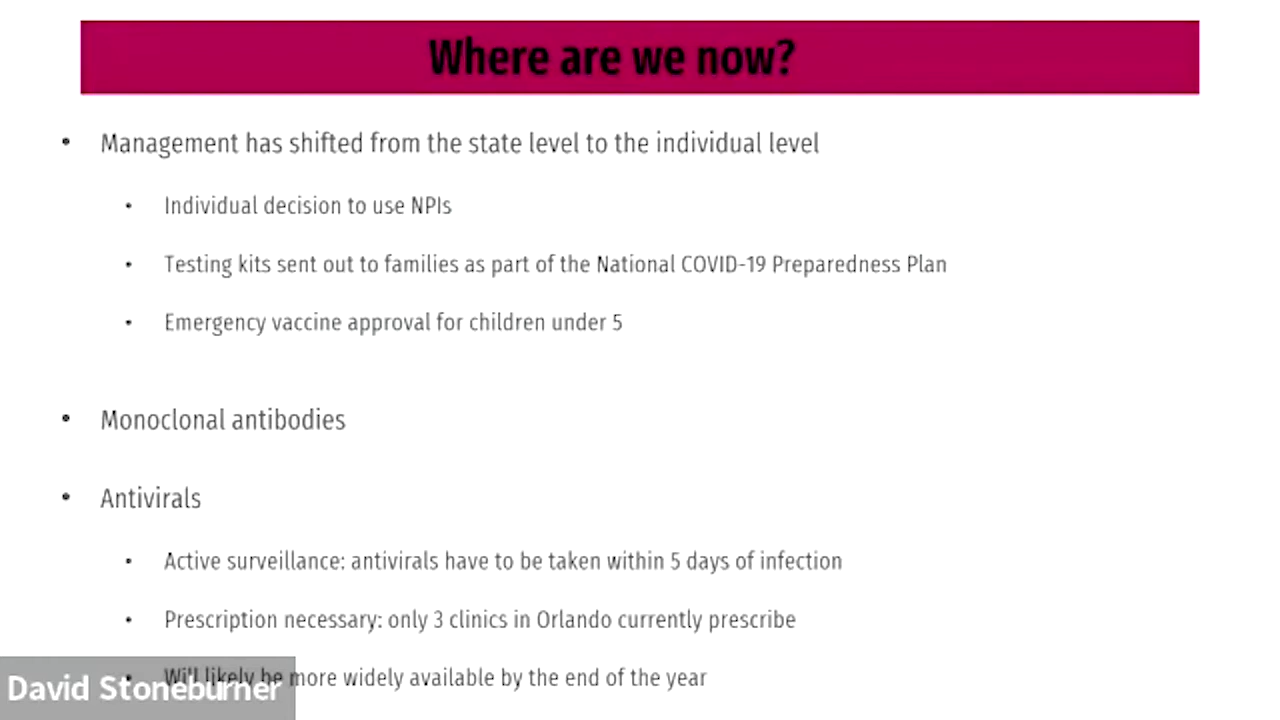 Where are we now?
• Management has shifted from the state level to the individual level
• Individual decision to use NPIs
• Testing kits sent out to families as part of the National COVID-19 Preparedness Plan
• Emergency vaccine approval for children under 5
• Monoclonal antibodies
• Antivirals
• Active surveillance: antivirals have to be taken within 5 days of infection
• Prescription necessary: only 3 clinics in Orlando currently prescribe
• Will likely be more widely available by the end of the year
David Stoneburner